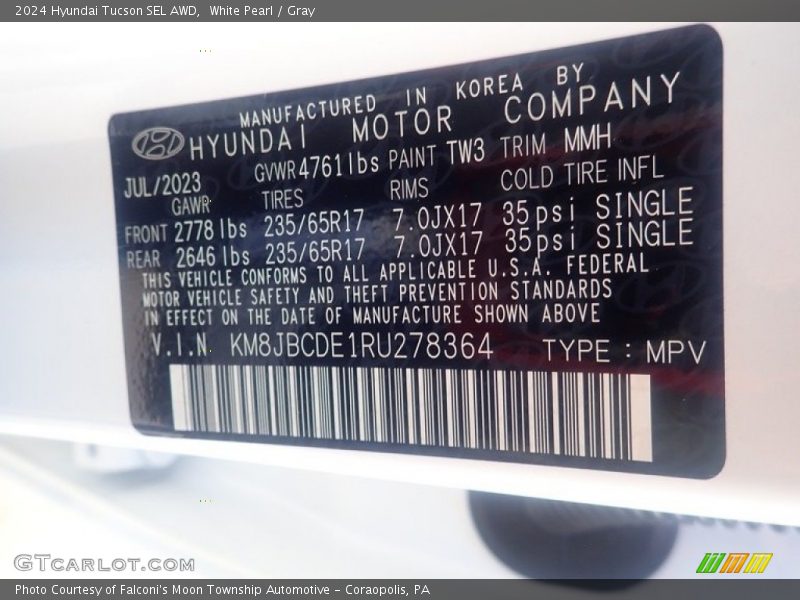 2024 Hyundai Tucson SEL AWD,  White Pearl / Gray
MANUFACTURED IN KOREA BY
HYUNDAI MOTOR COMPANY
JUL/2023 GVWR 4761 lbs PAINT TW3 TRIM MMH
GAWR TIRES RIMS COLD TIRE INFL
FRONT 2778 lbs 235/65R17 7.0JX17 35 psi SINGLE
REAR 2646 lbs 235/65R17 7.0JX17 35 psi SINGLE
THIS VEHICLE CONFORMS TO ALL APPLICABLE U.S.A. FEDERAL
MOTOR VEHICLE SAFETY AND THEFT PREVENTION STANDARDS
IN EFFECT ON THE DATE OF MANUFACTURE SHOWN ABOVE
V.I.N. KM8JBCDE1RU278364 TYPE : MPV
GTcarlot.com
Photo Courtesy of Falconi's Moon Township Automotive - Coraopolis, PA